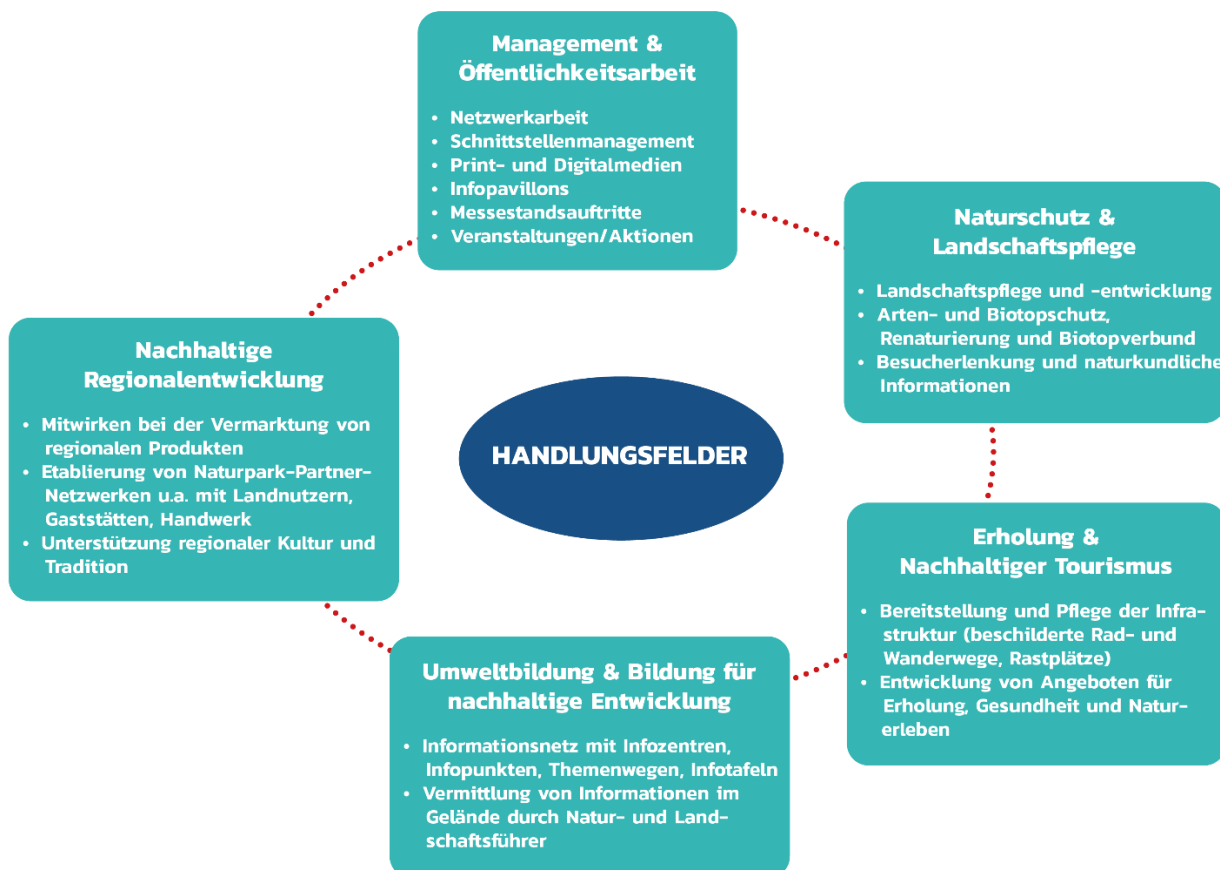 Management &
Öffentlichkeitsarbeit
• Netzwerkarbeit
• Schnittstellenmanagement
• Print- und Digitalmedien
• Infopavillons
• Messestandsauftritte
• Veranstaltungen/Aktionen
Naturschutz &
Landschaftspflege
• Landschaftspflege und -entwicklung
• Arten- und Biotopschutz,
Renaturierung und Biotopverbund
• Besucherlenkung und naturkundliche
Informationen
Erholung &
Nachhaltiger Tourismus
• Bereitstellung und Pflege der Infra-
struktur (beschilderte Rad- und
Wanderwege, Rastplätze)
• Entwicklung von Angeboten für
Erholung, Gesundheit und Natur-
erleben
Umweltbildung & Bildung für
nachhaltige Entwicklung
• Informationsnetz mit Infozentren,
Infopunkten, Themenwegen, Infotafeln
• Vermittlung von Informationen im
Gelände durch Natur- und Land-
schaftsführer
Nachhaltige
Regionalentwicklung
• Mitwirken bei der Vermarktung von
regionalen Produkten
• Etablierung von Naturpark-Partner-
Netzwerken u.a. mit Landnutzern,
Gaststätten, Handwerk
• Unterstützung regionaler Kultur und
Tradition
HANDLUNGSFELDER